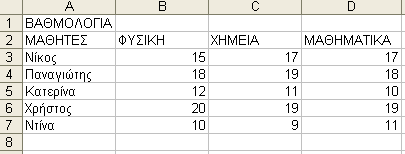 A B C D
1 ΒΑΘΜΟΛΟΓΙΑ
2 ΜΑΘΗΤΕΣ ΦΥΣΙΚΗ ΧΗΜΕΙΑ ΜΑΘΗΜΑΤΙΚΑ
3 Νίκος 15 17 17
4 Παναγιώτης 18 19 18
5 Κατερίνα 12 11 10
6 Χρήστος 20 19 19
7 Ντίνα 10 9 11
8